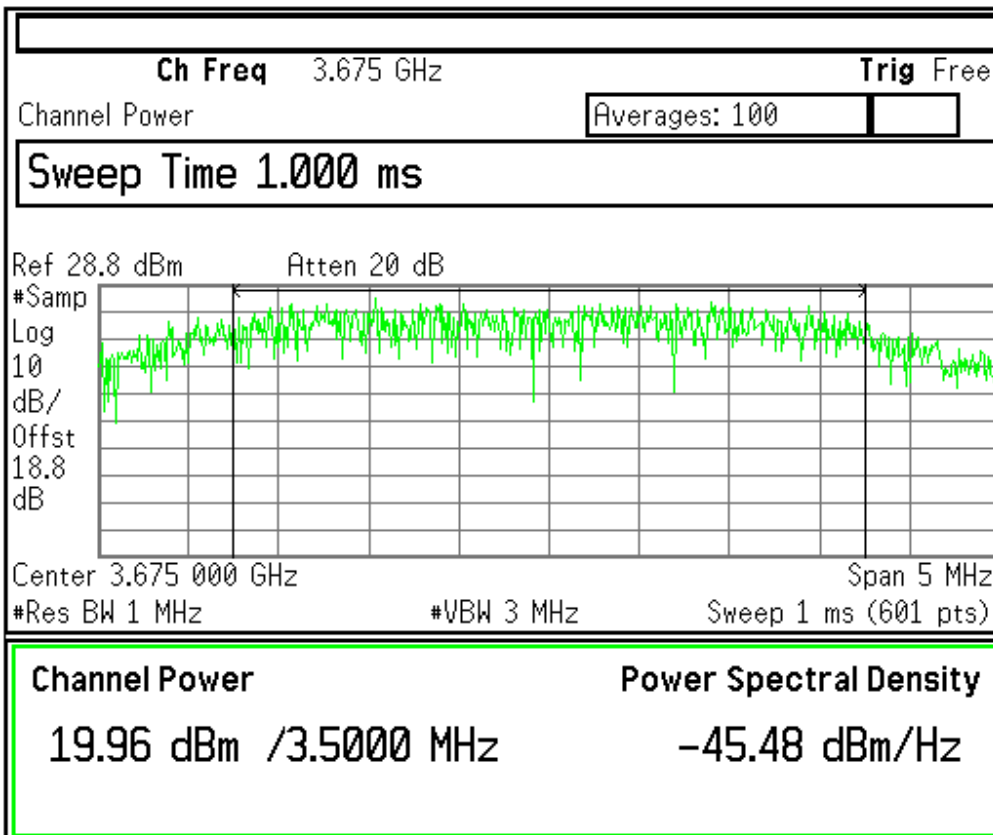 Ch Freq 3.675 GHz Trig Free
Channel Power Averages: 100
Sweep Time 1.000 ms
Ref 28.8 dBm Atten 20 dB
#Samp
Log
10
dB/
Offst
18.8
dB
Center 3.675 000 GHz Span 5 MHz
#Res BW 1 MHz #VBW 3 MHz Sweep 1 ms (601 pts)
Channel Power Power Spectral Density
19.96 dBm /3.5000 MHz -45.48 dBm/Hz